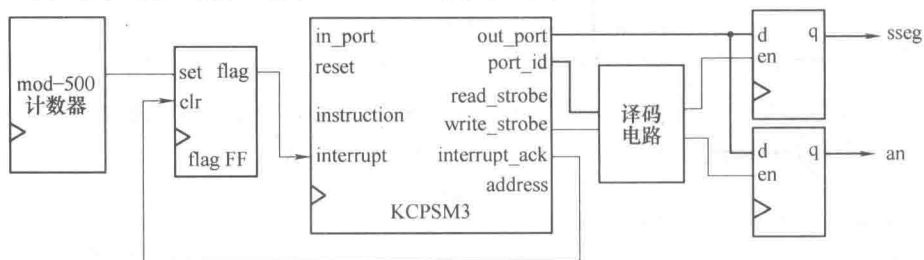 mod-500
计数器
set flag
clr
flag FF
in_port
reset
instruction
interrupt
out_port
port_id
read_strobe
write_strobe
interrupt_ack
address
KCPSM3
译码
电路
d q
en
sseg
d q
en
an